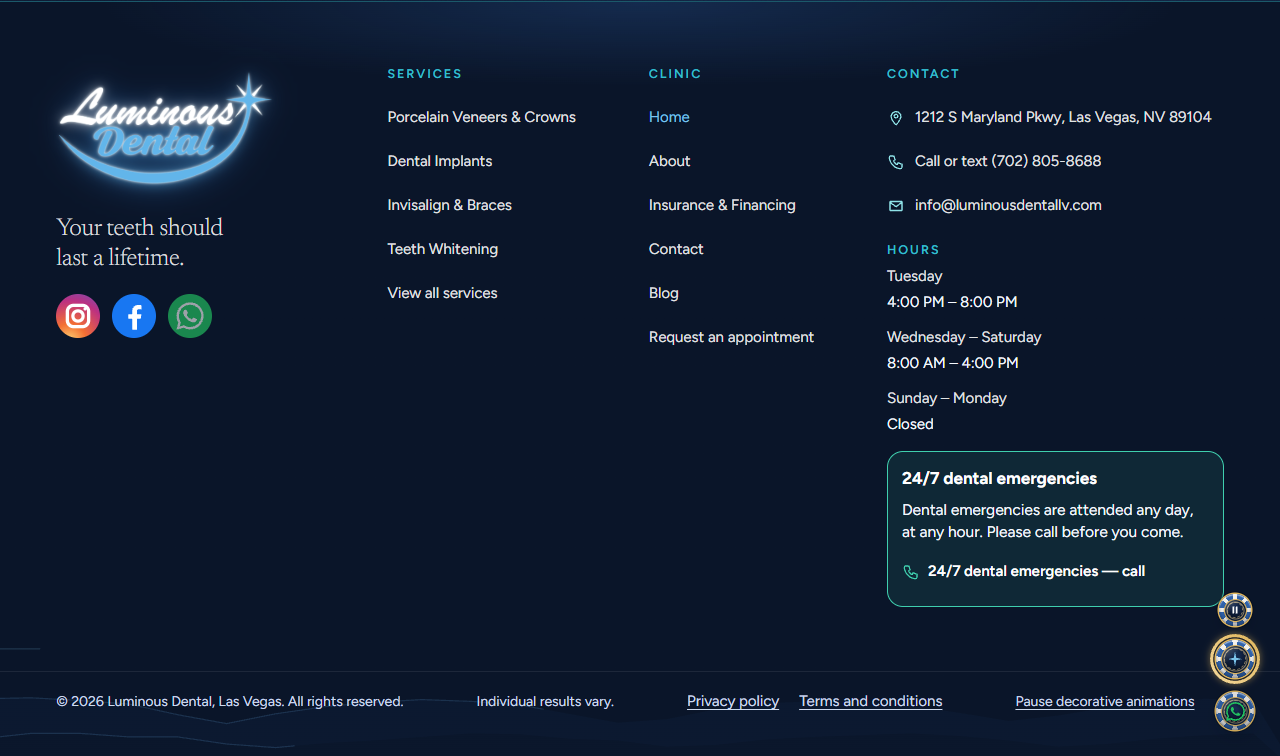 Luminous
Dental
Your teeth should
last a lifetime.
SERVICES
Porcelain Veneers & Crowns
Dental Implants
Invisalign & Braces
Teeth Whitening
View all services
CLINIC
Home
About
Insurance & Financing
Contact
Blog
Request an appointment
CONTACT
1212 S Maryland Pkwy, Las Vegas, NV 89104
Call or text (702) 805-8688
info@luminousdentallv.com
HOURS
Tuesday
4:00 PM – 8:00 PM
Wednesday – Saturday
8:00 AM – 4:00 PM
Sunday – Monday
Closed
24/7 dental emergencies
Dental emergencies are attended any day,
at any hour. Please call before you come.
24/7 dental emergencies — call
© 2026 Luminous Dental, Las Vegas. All rights reserved.
Individual results vary.
Privacy policy
Terms and conditions
Pause decorative animations